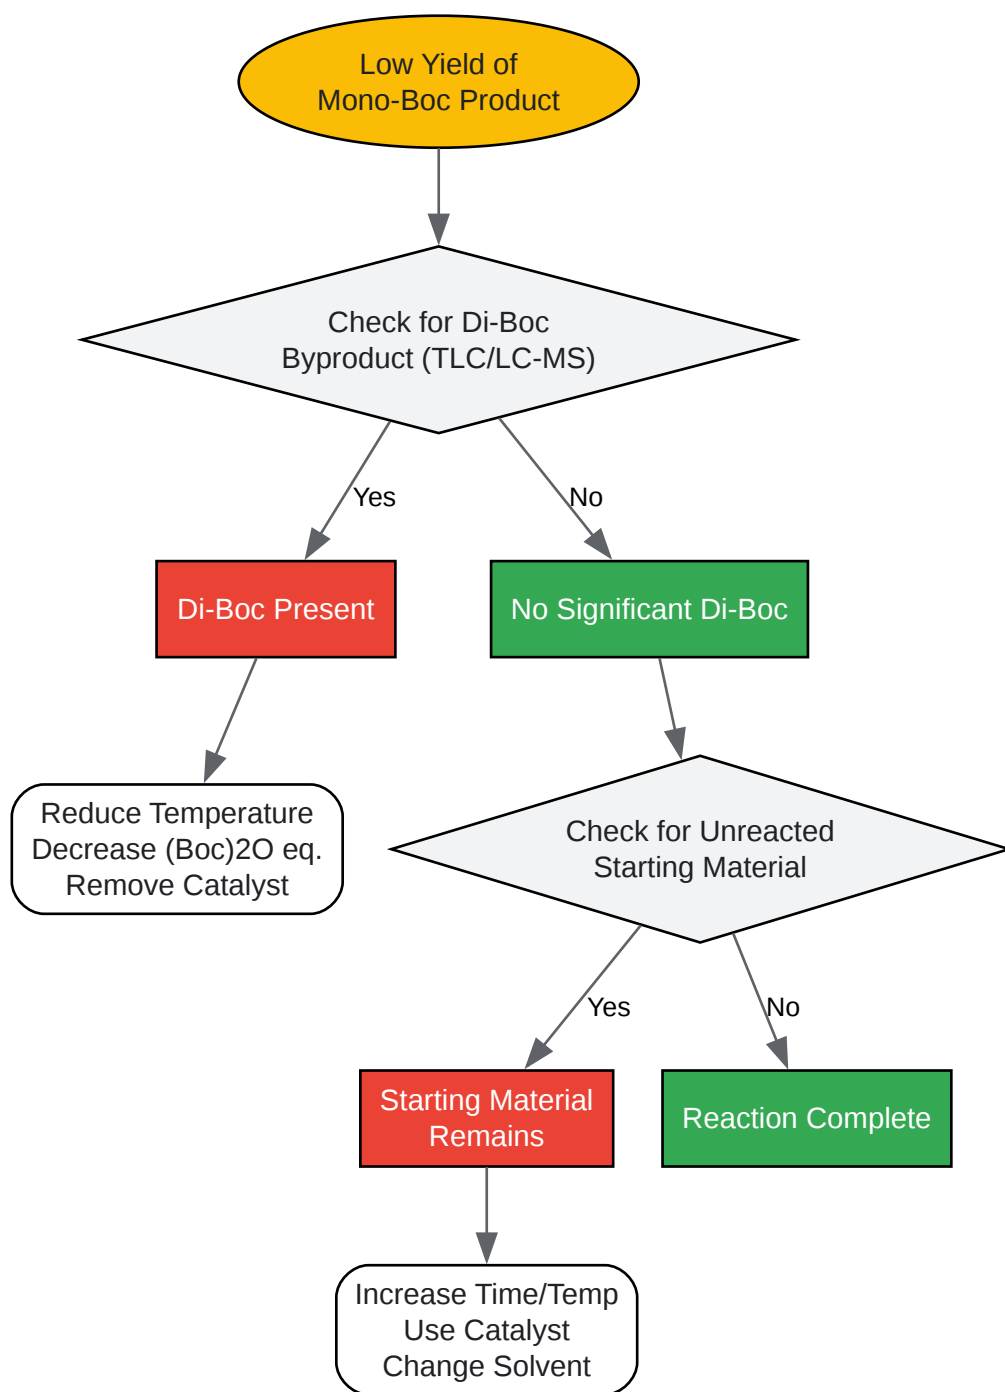 Low Yield of
Mono-Boc Product
Check for Di-Boc
Byproduct (TLC/LC-MS)
Yes
No
Di-Boc Present
No Significant Di-Boc
Reduce Temperature
Decrease (Boc)2O eq.
Remove Catalyst
Check for Unreacted
Starting Material
Yes
No
Starting Material
Remains
Reaction Complete
Increase Time/Temp
Use Catalyst
Change Solvent